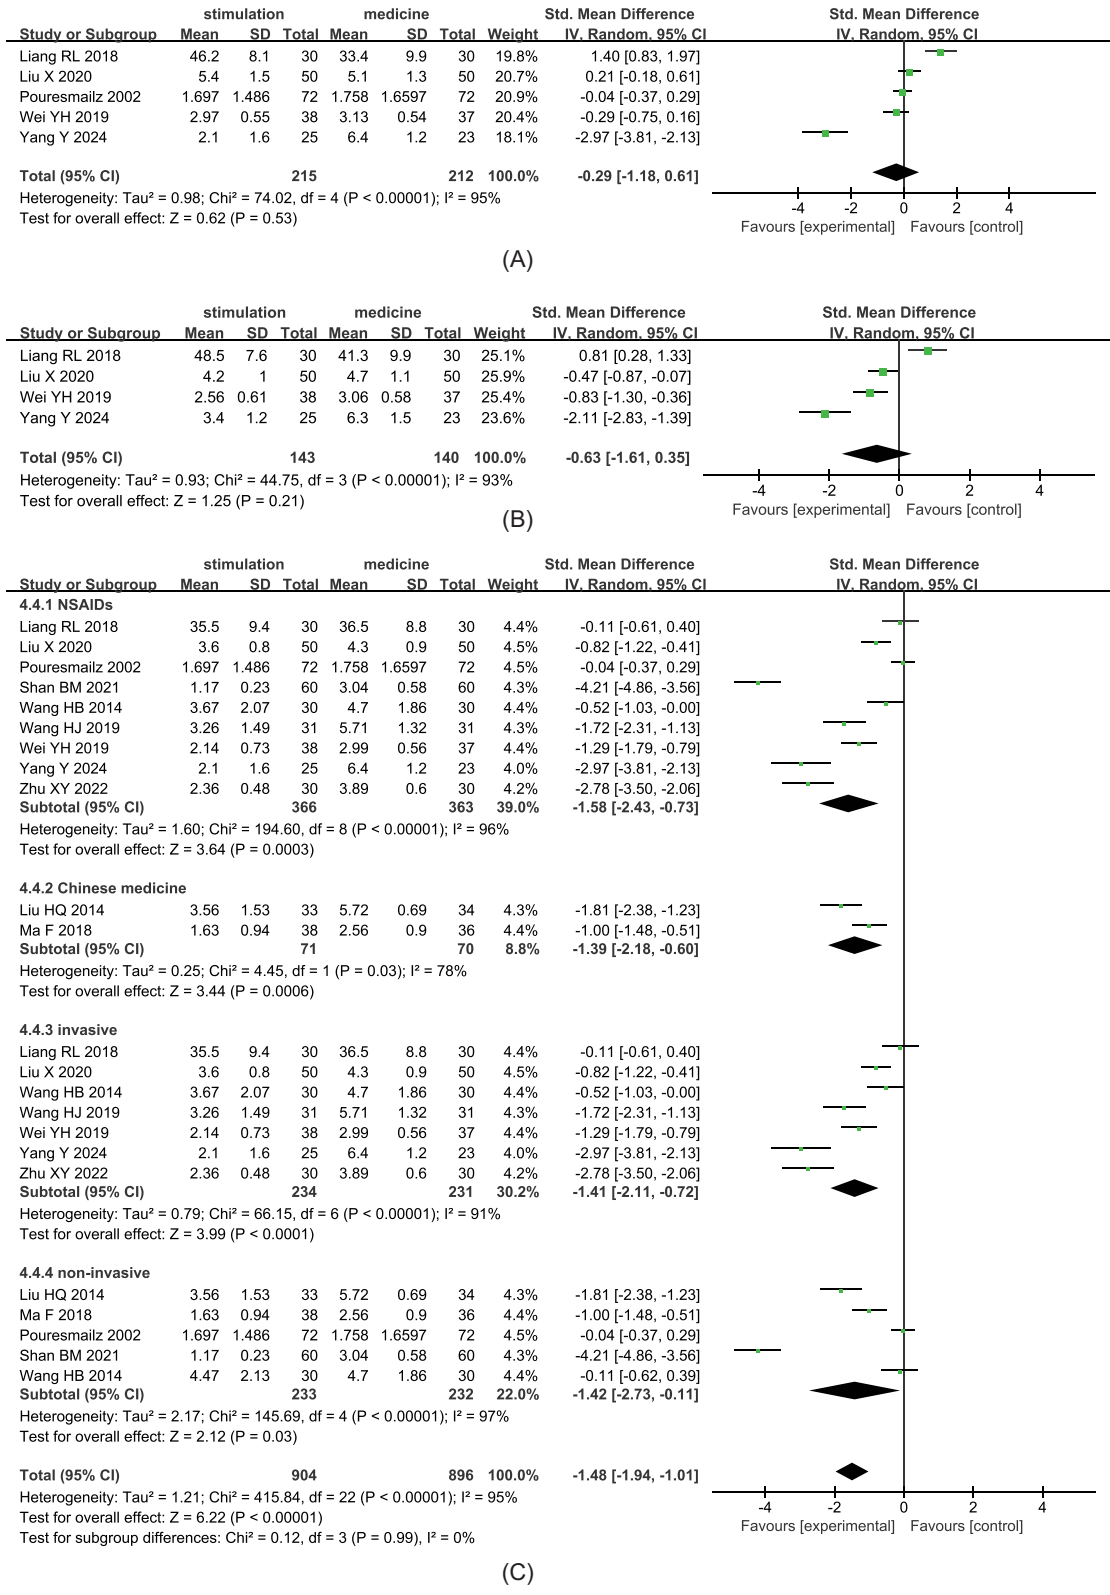 stimulation medicine Std. Mean Difference Std. Mean Difference
Study or Subgroup Mean SD Total Mean SD Total Weight IV, Random, 95% CI IV, Random, 95% CI
Liang RL 2018 46.2 8.1 30 33.4 9.9 30 19.8% 1.40 [0.83, 1.97]
Liu X 2020 5.4 1.5 50 5.1 1.3 50 20.7% 0.21 [-0.18, 0.61]
Pouresmailz 2002 1.697 1.486 72 1.758 1.6597 72 20.9% -0.04 [-0.37, 0.29]
Wei YH 2019 2.97 0.55 38 3.13 0.54 37 20.4% -0.29 [-0.75, 0.16]
Yang Y 2024 2.1 1.6 25 6.4 1.2 23 18.1% -2.97 [-3.81, -2.13]
Total (95% CI) 215 212 100.0% -0.29 [-1.18, 0.61]
Heterogeneity: Tau² = 0.98; Chi² = 74.02, df = 4 (P < 0.00001); I² = 95%
Test for overall effect: Z = 0.62 (P = 0.53)
-4 -2 0 2 4
Favours [experimental] Favours [control]
(A)
stimulation medicine Std. Mean Difference Std. Mean Difference
Study or Subgroup Mean SD Total Mean SD Total Weight IV, Random, 95% CI IV, Random, 95% CI
Liang RL 2018 48.5 7.6 30 41.3 9.9 30 25.1% 0.81 [0.28, 1.33]
Liu X 2020 4.2 1 50 4.7 1.1 50 25.9% -0.47 [-0.87, -0.07]
Wei YH 2019 2.56 0.61 38 3.06 0.58 37 25.4% -0.83 [-1.30, -0.36]
Yang Y 2024 3.4 1.2 25 6.3 1.5 23 23.6% -2.11 [-2.83, -1.39]
Total (95% CI) 143 140 100.0% -0.63 [-1.61, 0.35]
Heterogeneity: Tau² = 0.93; Chi² = 44.75, df = 3 (P < 0.00001); I² = 93%
Test for overall effect: Z = 1.25 (P = 0.21)
-4 -2 0 2 4
Favours [experimental] Favours [control]
(B)
stimulation medicine Std. Mean Difference Std. Mean Difference
Study or Subgroup Mean SD Total Mean SD Total Weight IV, Random, 95% CI IV, Random, 95% CI
4.4.1 NSAIDs
Liang RL 2018 35.5 9.4 30 36.5 8.8 30 4.4% -0.11 [-0.61, 0.40]
Liu X 2020 3.6 0.8 50 4.3 0.9 50 4.5% -0.82 [-1.22, -0.41]
Pouresmailz 2002 1.697 1.486 72 1.758 1.6597 72 4.5% -0.04 [-0.37, 0.29]
Shan BM 2021 1.17 0.23 60 3.04 0.58 60 4.3% -4.21 [-4.86, -3.56]
Wang HB 2014 3.67 2.07 30 4.7 1.86 30 4.4% -0.52 [-1.03, -0.00]
Wang HJ 2019 3.26 1.49 31 5.71 1.32 31 4.3% -1.72 [-2.31, -1.13]
Wei YH 2019 2.14 0.73 38 2.99 0.56 37 4.4% -1.29 [-1.79, -0.79]
Yang Y 2024 2.1 1.6 25 6.4 1.2 23 4.0% -2.97 [-3.81, -2.13]
Zhu XY 2022 2.36 0.48 30 3.89 0.6 30 4.2% -2.78 [-3.50, -2.06]
Subtotal (95% CI) 366 363 39.0% -1.58 [-2.43, -0.73]
Heterogeneity: Tau² = 1.60; Chi² = 194.60, df = 8 (P < 0.00001); I² = 96%
Test for overall effect: Z = 3.64 (P = 0.0003)
4.4.2 Chinese medicine
Liu HQ 2014 3.56 1.53 33 5.72 0.69 34 4.3% -1.81 [-2.38, -1.23]
Ma F 2018 1.63 0.94 38 2.56 0.9 36 4.4% -1.00 [-1.48, -0.51]
Subtotal (95% CI) 71 70 8.8% -1.39 [-2.18, -0.60]
Heterogeneity: Tau² = 0.25; Chi² = 4.45, df = 1 (P = 0.03); I² = 78%
Test for overall effect: Z = 3.44 (P = 0.0006)
4.4.3 invasive
Liang RL 2018 35.5 9.4 30 36.5 8.8 30 4.4% -0.11 [-0.61, 0.40]
Liu X 2020 3.6 0.8 50 4.3 0.9 50 4.5% -0.82 [-1.22, -0.41]
Wang HB 2014 3.67 2.07 30 4.7 1.86 30 4.4% -0.52 [-1.03, -0.00]
Wang HJ 2019 3.26 1.49 31 5.71 1.32 31 4.3% -1.72 [-2.31, -1.13]
Wei YH 2019 2.14 0.73 38 2.99 0.56 37 4.4% -1.29 [-1.79, -0.79]
Yang Y 2024 2.1 1.6 25 6.4 1.2 23 4.0% -2.97 [-3.81, -2.13]
Zhu XY 2022 2.36 0.48 30 3.89 0.6 30 4.2% -2.78 [-3.50, -2.06]
Subtotal (95% CI) 234 231 30.2% -1.41 [-2.11, -0.72]
Heterogeneity: Tau² = 0.79; Chi² = 66.15, df = 6 (P < 0.00001); I² = 91%
Test for overall effect: Z = 3.99 (P < 0.0001)
4.4.4 non-invasive
Liu HQ 2014 3.56 1.53 33 5.72 0.69 34 4.3% -1.81 [-2.38, -1.23]
Ma F 2018 1.63 0.94 38 2.56 0.9 36 4.4% -1.00 [-1.48, -0.51]
Pouresmailz 2002 1.697 1.486 72 1.758 1.6597 72 4.5% -0.04 [-0.37, 0.29]
Shan BM 2021 1.17 0.23 60 3.04 0.58 60 4.3% -4.21 [-4.86, -3.56]
Wang HB 2014 4.47 2.13 30 4.7 1.86 30 4.4% -0.11 [-0.62, 0.39]
Subtotal (95% CI) 233 232 22.0% -1.42 [-2.73, -0.11]
Heterogeneity: Tau² = 2.17; Chi² = 145.69, df = 4 (P < 0.00001); I² = 97%
Test for overall effect: Z = 2.12 (P = 0.03)
Total (95% CI) 904 896 100.0% -1.48 [-1.94, -1.01]
Heterogeneity: Tau² = 1.21; Chi² = 415.84, df = 22 (P < 0.00001); I² = 95%
Test for overall effect: Z = 6.22 (P < 0.00001)
Test for subgroup differences: Chi² = 0.12, df = 3 (P = 0.99), I² = 0%
-4 -2 0 2 4
Favours [experimental] Favours [control]
(C)